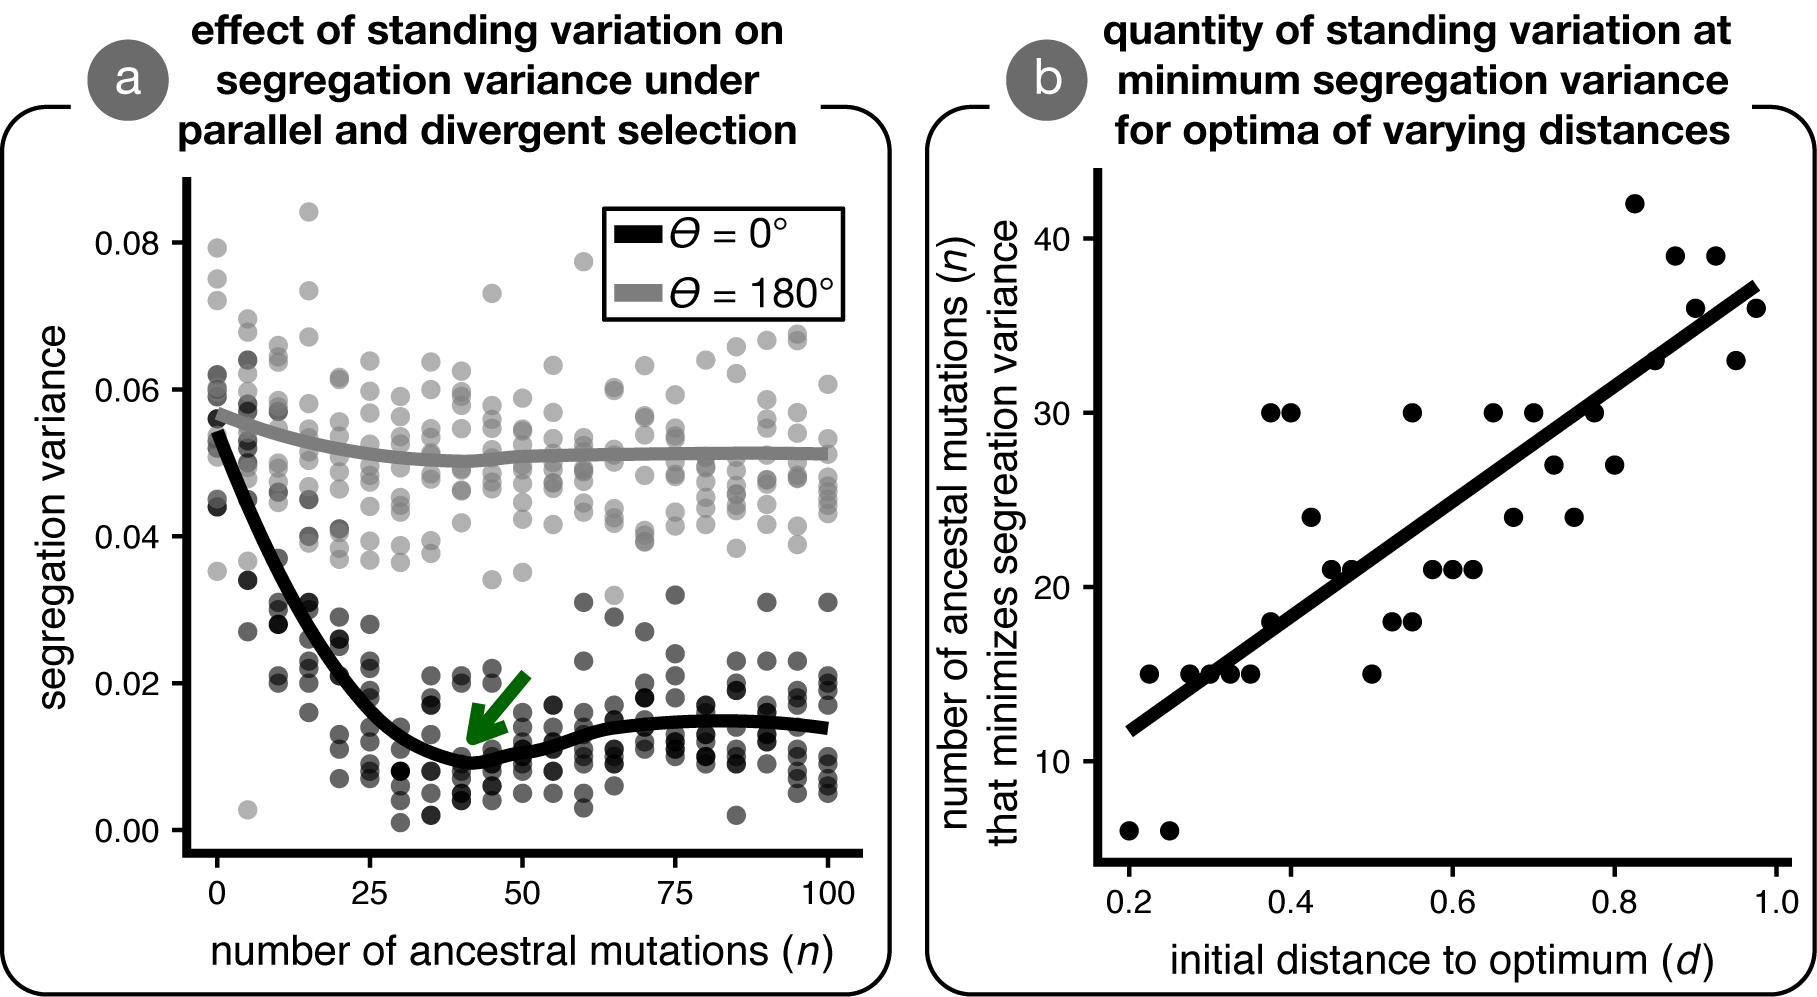 a
effect of standing variation on
segregation variance under
parallel and divergent selection
segregation variance
0.08
0.06
0.04
0.02
0.00
ϴ = 0°
ϴ = 180°
0 25 50 75 100
number of ancestral mutations (n)
b
quantity of standing variation at
minimum segregation variance
for optima of varying distances
number of ancestal mutations (n)
that minimizes segreation variance
40
30
20
10
0.2 0.4 0.6 0.8 1.0
initial distance to optimum (d)